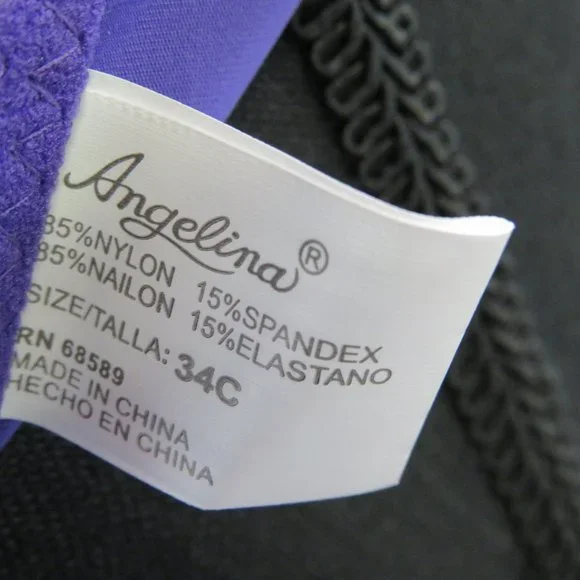 Angelina®
85%NYLON 15%SPANDEX
85%NAILON 15%ELASTANO
SIZE/TALLA: 34C
RN 68589
MADE IN CHINA
HECHO EN CHINA